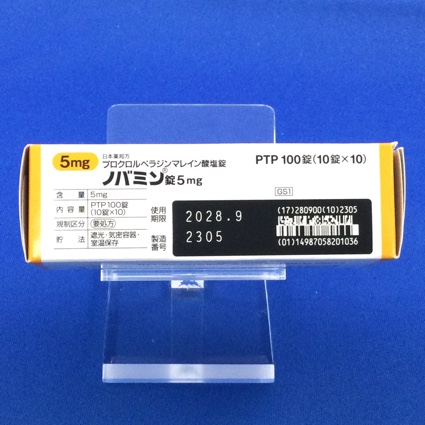 5mg
日本薬局方
プロクロルペラジンマレイン酸塩錠
ノバミン®錠5mg
PTP 100錠(10錠×10)
含量 5mg
内容量 PTP 100錠
(10錠×10)
規制区分 要処方
貯法 遮光・気密容器・
室温保存
使用
期限
2028.9
製造
番号
2305
GS1
(17)280900(10)2305
(01)14987058201036